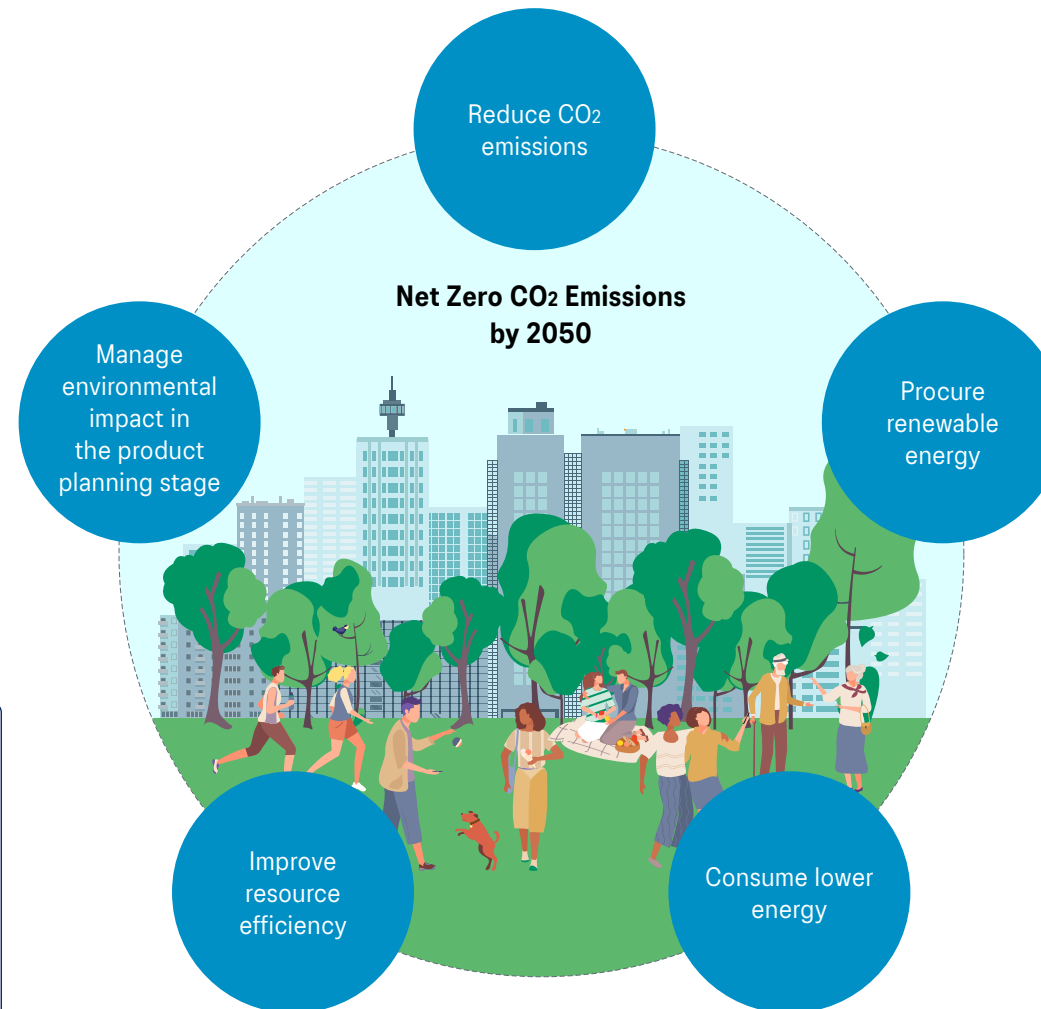 Reduce CO2
emissions
Net Zero CO2 Emissions
by 2050
Manage
environmental
impact in
the product
planning stage
Procure
renewable
energy
Improve
resource
efficiency
Consume lower
energy